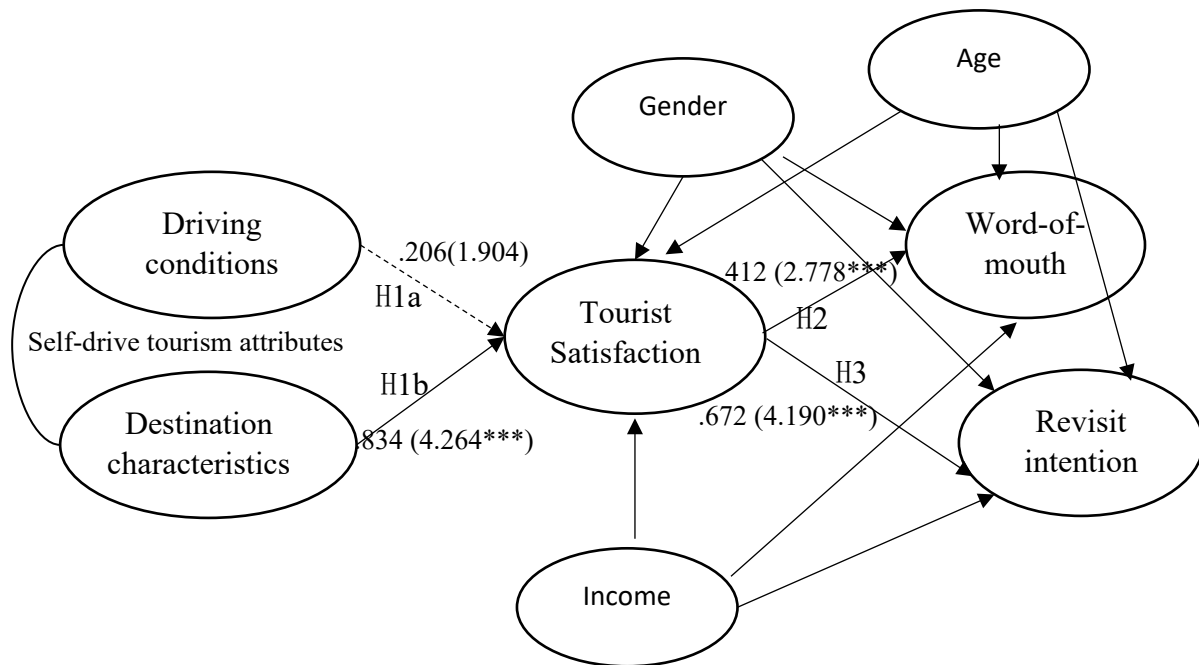 Age
Gender
Driving
conditions
.206(1.904)
H1a
Word-of-
mouth
.412 (2.778***)
H2
Tourist
Satisfaction
Self-drive tourism attributes
H1b
H3
.834 (4.264***)
.672 (4.190***)
Destination
characteristics
Revisit
intention
Income